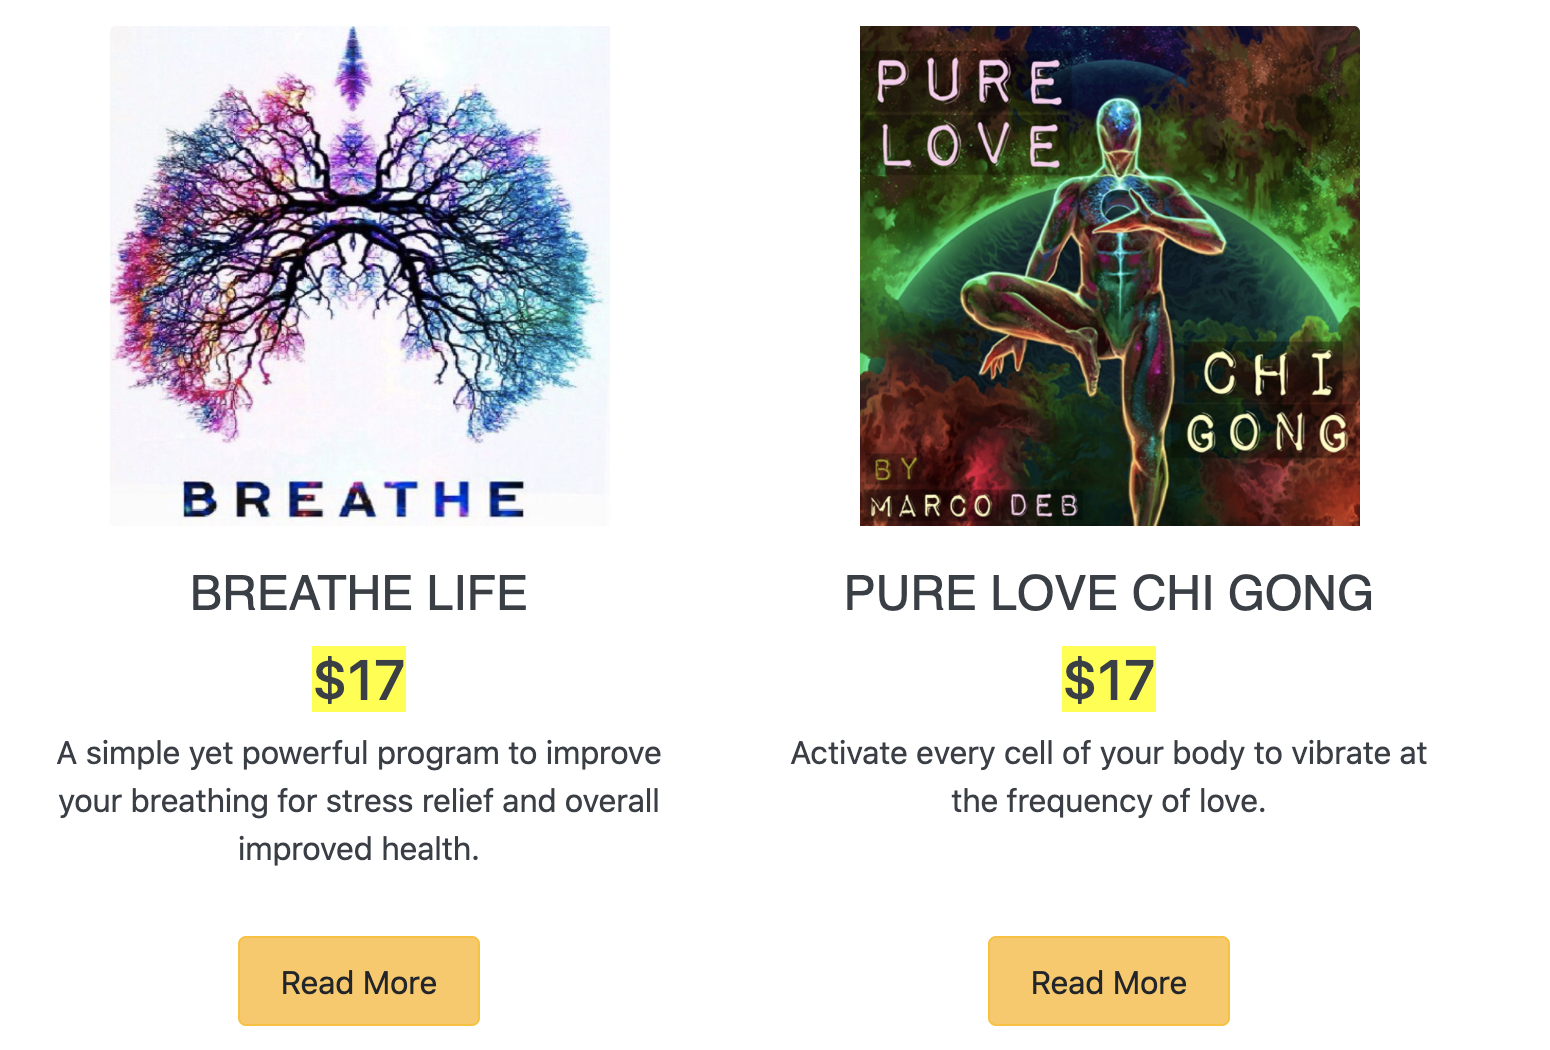 BREATHE
BREATHE LIFE
$17
A simple yet powerful program to improve
your breathing for stress relief and overall
improved health.
Read More
PURE
LOVE
CHI
GONG
BY
MARCO DEB
PURE LOVE CHI GONG
$17
Activate every cell of your body to vibrate at
the frequency of love.
Read More